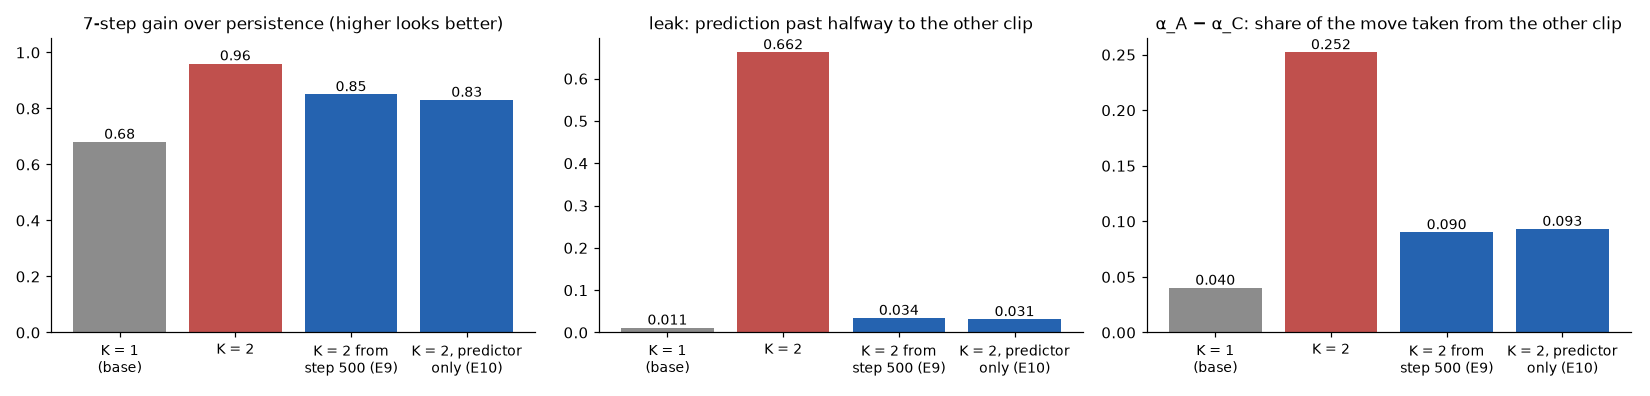 7-step gain over persistence (higher looks better)
1.0
0.8
0.6
0.4
0.2
0.0
0.68
0.96
0.85
0.83
K = 1
(base)
K = 2
K = 2 from
step 500 (E9)
K = 2, predictor
only (E10)
leak: prediction past halfway to the other clip
0.6
0.5
0.4
0.3
0.2
0.1
0.0
0.011
0.662
0.034
0.031
K = 1
(base)
K = 2
K = 2 from
step 500 (E9)
K = 2, predictor
only (E10)
α_A − α_C: share of the move taken from the other clip
0.25
0.20
0.15
0.10
0.05
0.00
0.040
0.252
0.090
0.093
K = 1
(base)
K = 2
K = 2 from
step 500 (E9)
K = 2, predictor
only (E10)